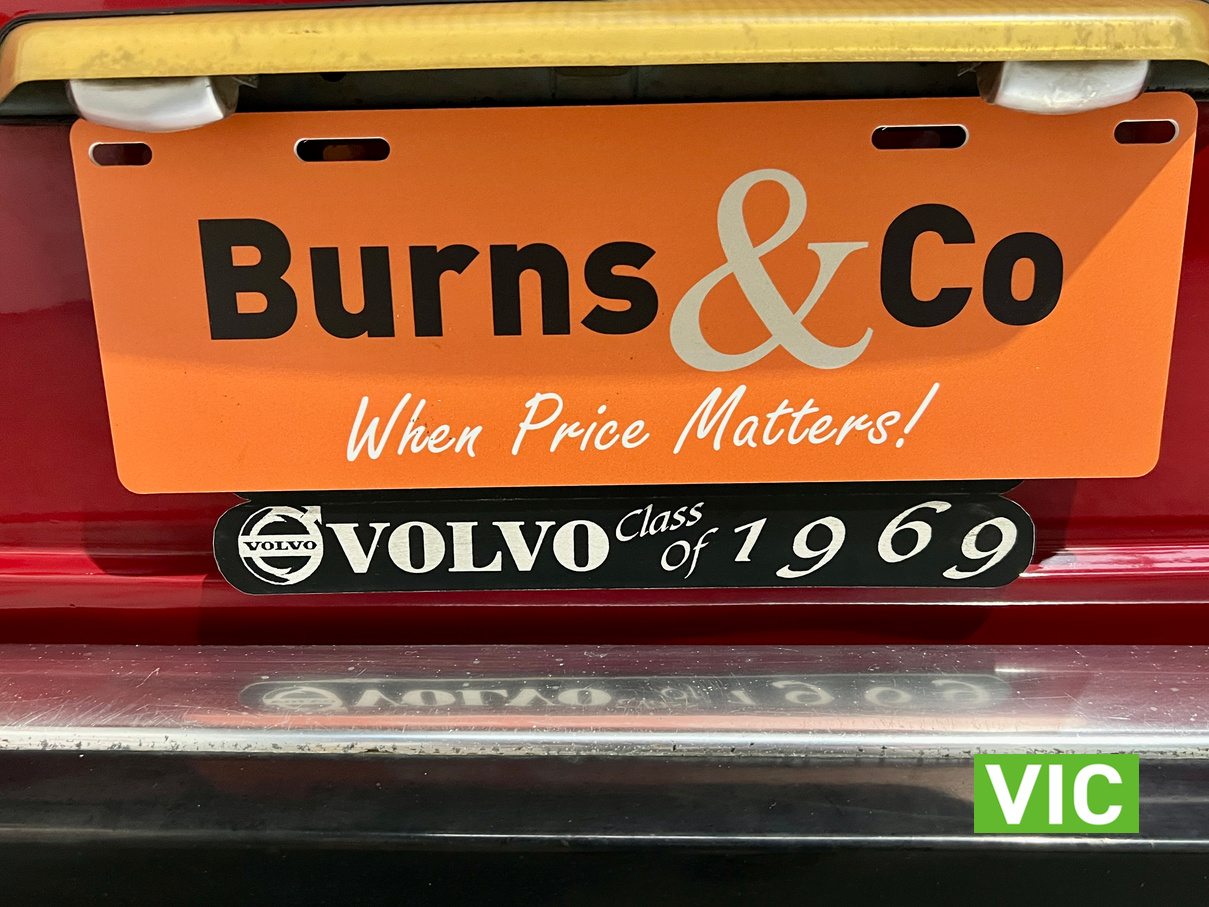 Burns & Co
When Price Matters!
VOLVO VOLVO Class Of 1969
VIC